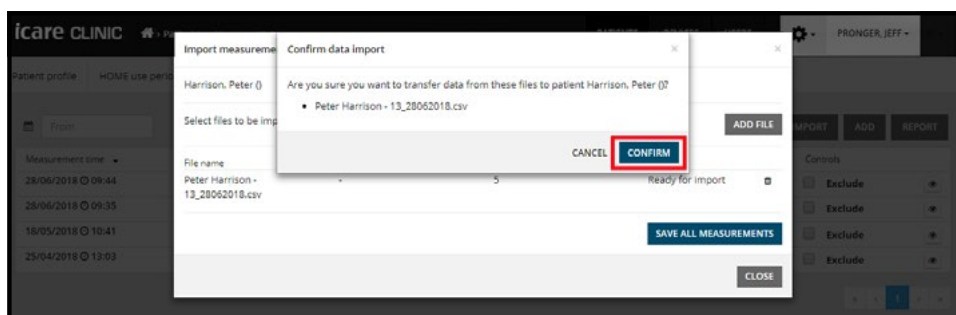 icare CLINIC
PRONGER, JEFF
Import measureme
Confirm data import
Patient profile
HOME use perio
Harrison, Peter ()
Are you sure you want to transfer data from these files to patient Harrison, Peter ()?
Peter Harrison - 13_28062018.csv
From
Select files to be imp
ADD FILE
IMPORT ADD REPORT
CANCEL CONFIRM
Measurement time
File name
Controls
28/06/2018 09:44
Peter Harrison -
13_28062018.csv
-
5
Ready for import
Exclude
28/06/2018 09:35
Exclude
18/05/2018 10:41
SAVE ALL MEASUREMENTS
Exclude
25/04/2018 13:03
Exclude
CLOSE
1